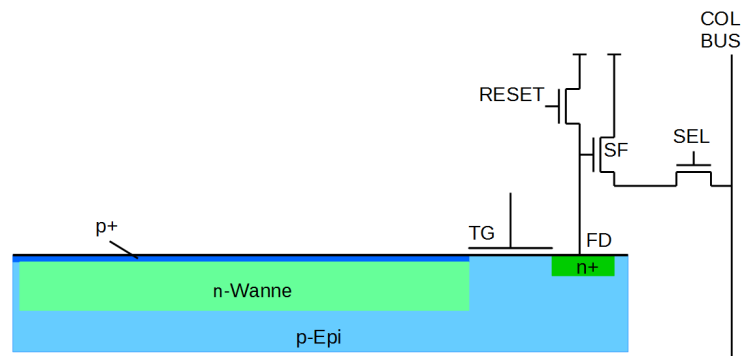 COL
BUS
RESET
SF
SEL
p+
TG
FD
n+
n-Wanne
p-Epi